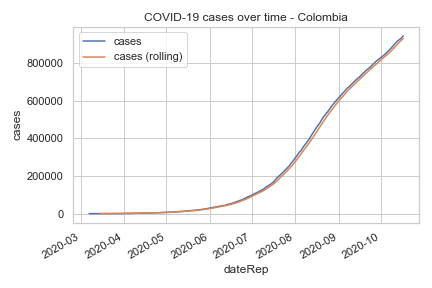 COVID-19 cases over time - Colombia
cases
cases (rolling)
800000
600000
400000
200000
0
cases
2020-03
2020-04
2020-05
2020-06
2020-07
2020-08
2020-09
2020-10
dateRep